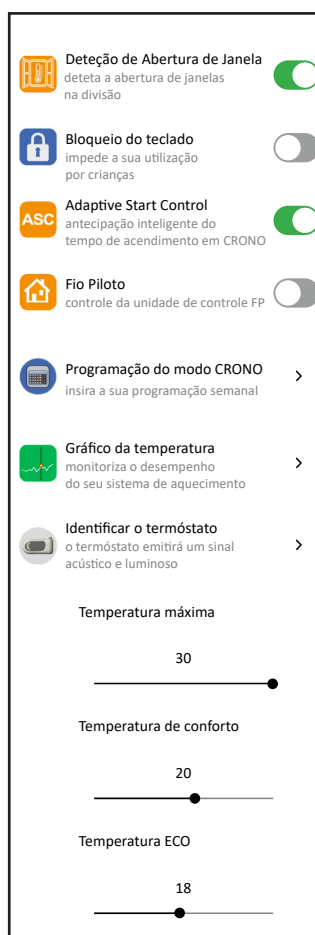 Deteção de Abertura de Janela
deteta a abertura de janelas
na divisão
Bloqueio do teclado
impede a sua utilização
por crianças
ASC
Adaptive Start Control
antecipação inteligente do
tempo de acendimento em CRONO
Fio Piloto
controle da unidade de controle FP
Programação do modo CRONO
insira a sua programação semanal
Gráfico da temperatura
monitoriza o desempenho
do seu sistema de aquecimento
Identificar o termóstato
o termóstato emitirá um sinal
acústico e luminoso
Temperatura máxima
30
Temperatura de conforto
20
Temperatura ECO
18